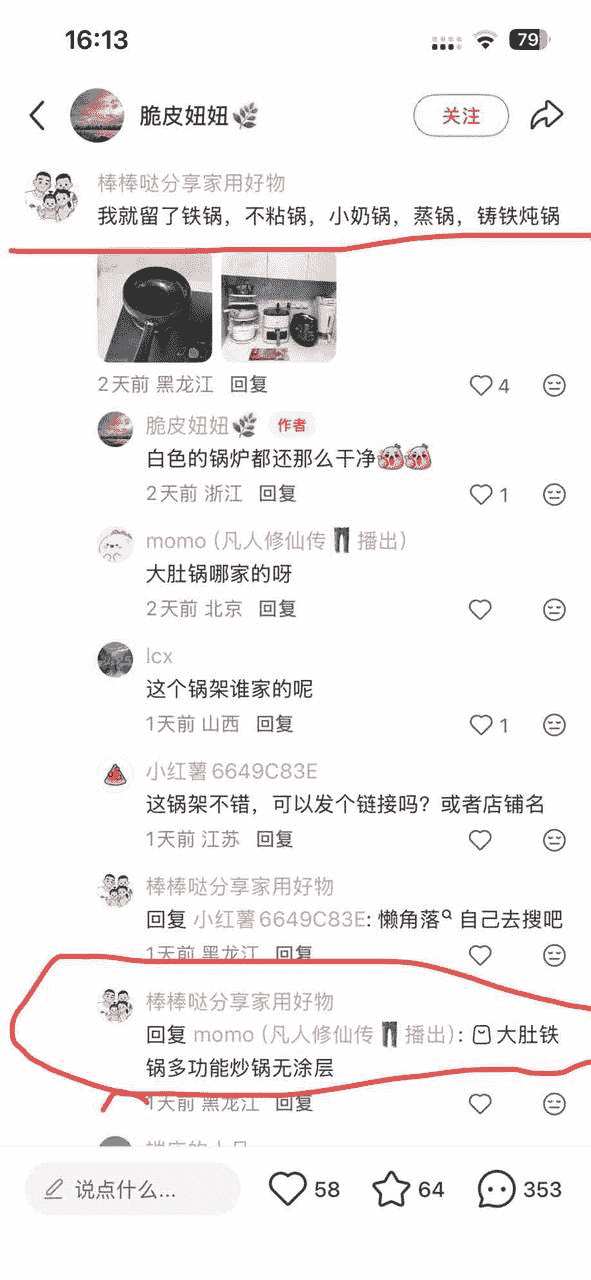 16:13
79
脆皮妞妞
关注
棒棒哒分享家用好物
我就留了铁锅，不粘锅，小奶锅，蒸锅，铸铁炖锅
2天前 黑龙江 回复
4
脆皮妞妞 作者
白色的锅炉都还那么干净
2天前 浙江 回复
1
momo（凡人修仙传👖播出）
大肚锅哪家的呀
2天前 北京 回复
lcx
这个锅架谁家的呢
1天前 山西 回复
1
小红薯6649C83E
这锅架不错，可以发个链接吗？或者店铺名
1天前 江苏 回复
棒棒哒分享家用好物
回复 小红薯6649C83E: 懒角落 自己去搜吧
1天前 黑龙江 回复
棒棒哒分享家用好物
回复 momo（凡人修仙传👖播出）: 大肚铁
锅多功能炒锅无涂层
1天前 黑龙江 回复
说点什么...
58
64
353